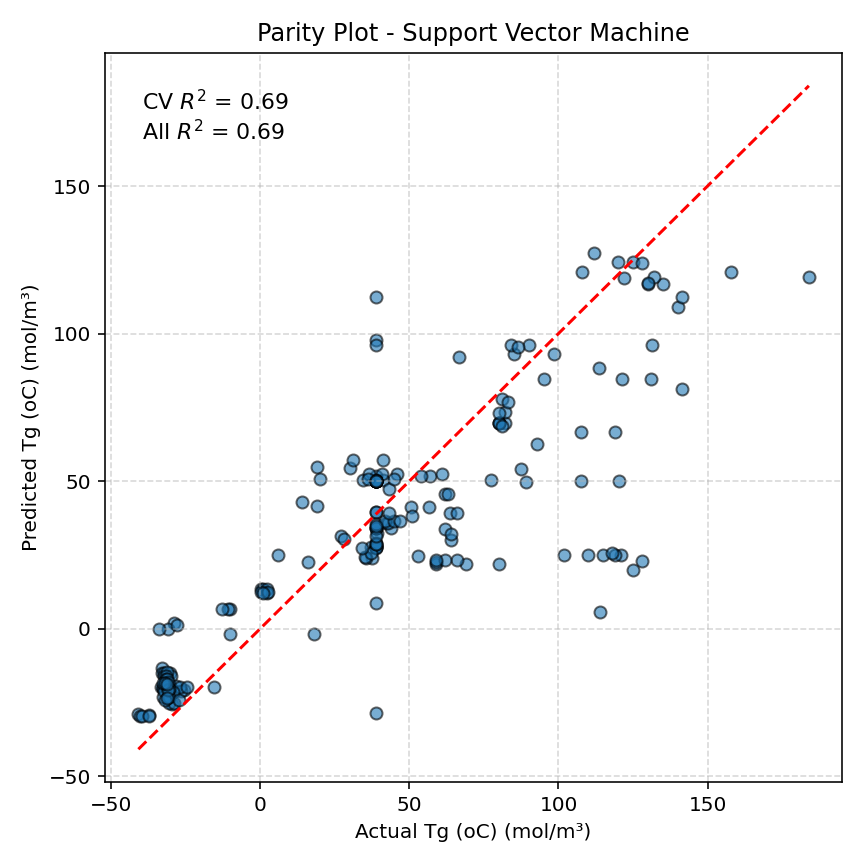 Parity Plot - Support Vector Machine
CV R² = 0.69
All R² = 0.69
150
100
50
0
−50
−50
0
50
100
150
Predicted Tg (oC) (mol/m³)
Actual Tg (oC) (mol/m³)